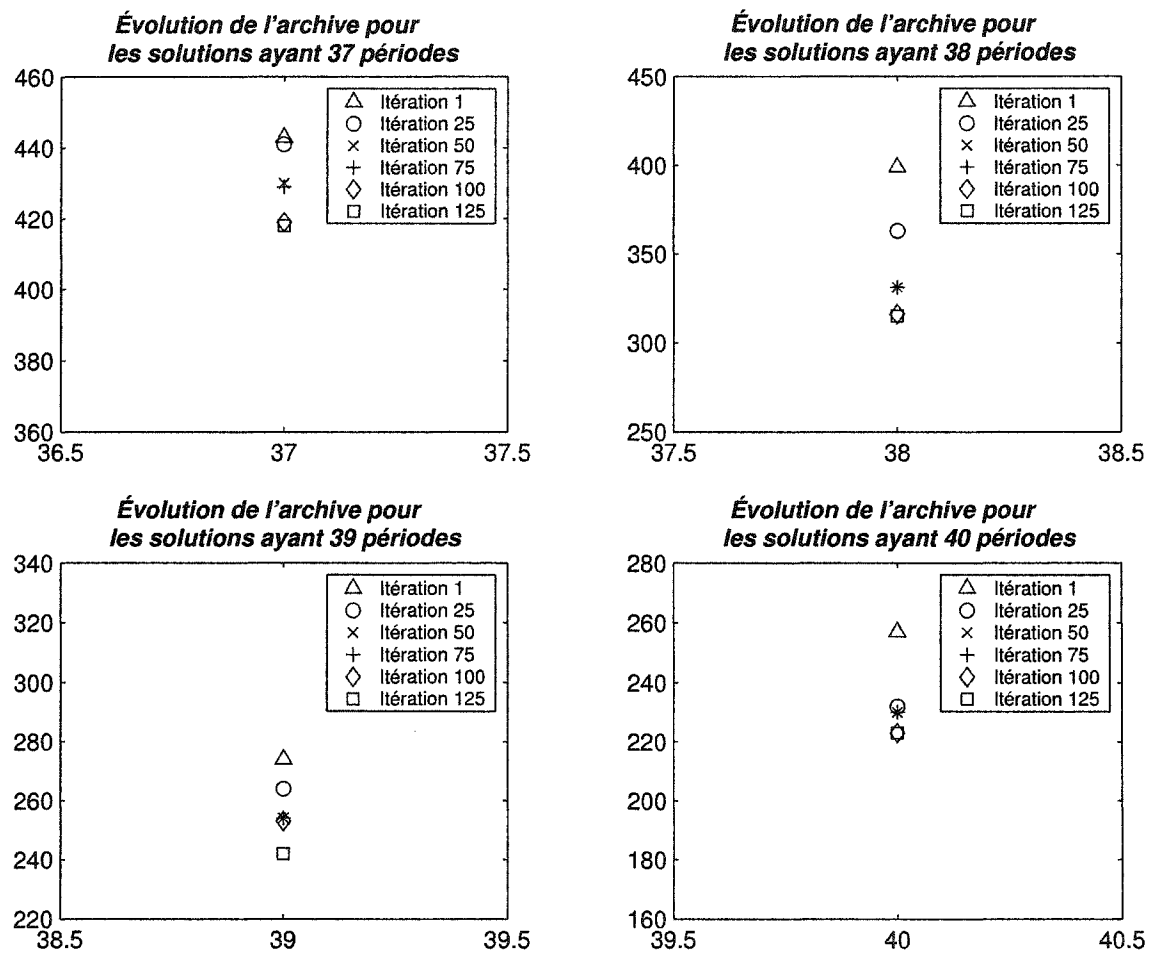 Évolution de l'archive pour
les solutions ayant 37 périodes
460
440
420
400
380
360
36.5
37
37.5
Itération 1
Itération 25
Itération 50
Itération 75
Itération 100
Itération 125
Évolution de l'archive pour
les solutions ayant 38 périodes
450
400
350
300
250
37.5
38
38.5
Itération 1
Itération 25
Itération 50
Itération 75
Itération 100
Itération 125
Évolution de l'archive pour
les solutions ayant 39 périodes
340
320
300
280
260
240
220
38.5
39
39.5
Itération 1
Itération 25
Itération 50
Itération 75
Itération 100
Itération 125
Évolution de l'archive pour
les solutions ayant 40 périodes
280
260
240
220
200
180
160
39.5
40
40.5
Itération 1
Itération 25
Itération 50
Itération 75
Itération 100
Itération 125